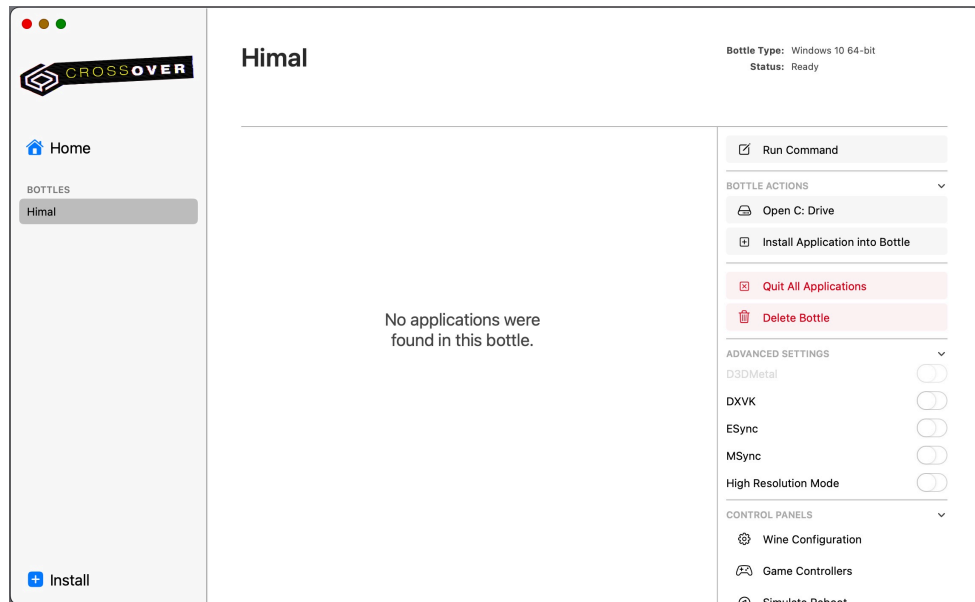 CROSSOVER
Home
BOTTLES
Himal
Install
Himal
Bottle Type: Windows 10 64-bit
Status: Ready
No applications were
found in this bottle.
Run Command
BOTTLE ACTIONS
Open C: Drive
Install Application into Bottle
Quit All Applications
Delete Bottle
ADVANCED SETTINGS
D3DMetal
DXVK
ESync
MSync
High Resolution Mode
CONTROL PANELS
Wine Configuration
Game Controllers
Simulate Reboot